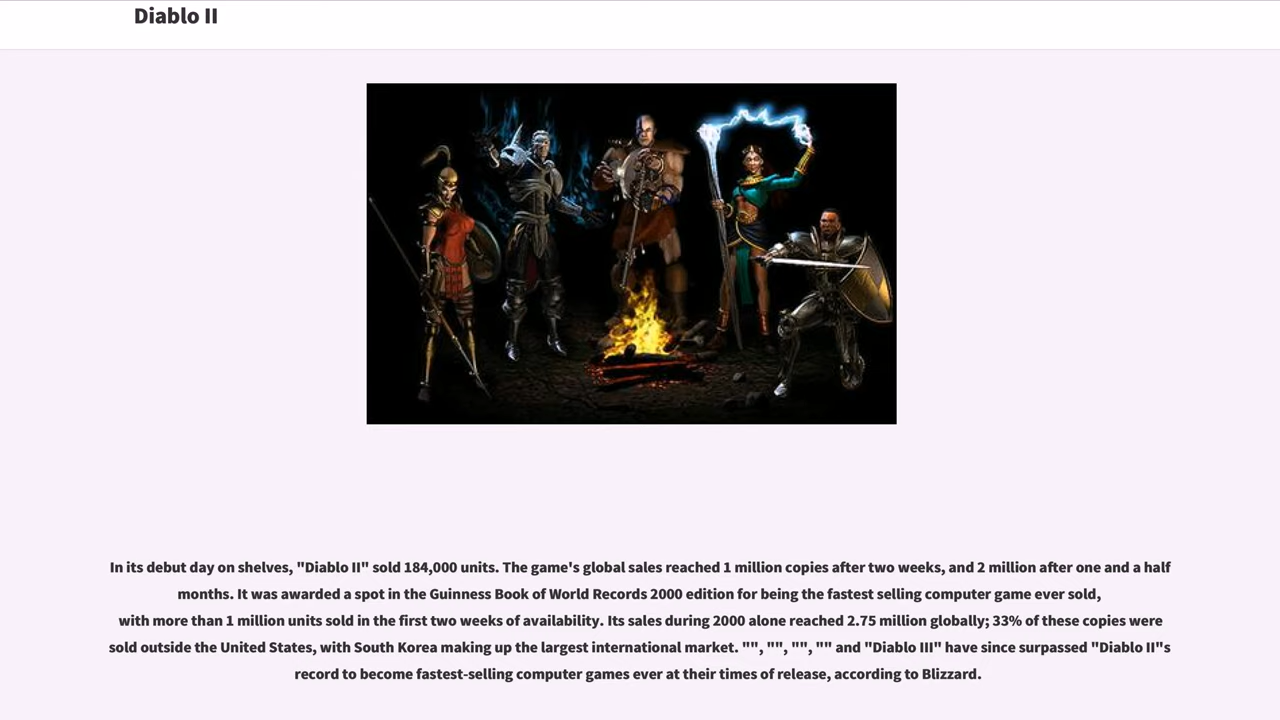 Diablo II
In its debut day on shelves, "Diablo II" sold 184,000 units. The game's global sales reached 1 million copies after two weeks, and 2 million after one and a half
months. It was awarded a spot in the Guinness Book of World Records 2000 edition for being the fastest selling computer game ever sold,
with more than 1 million units sold in the first two weeks of availability. Its sales during 2000 alone reached 2.75 million globally; 33% of these copies were
sold outside the United States, with South Korea making up the largest international market. "", "", "", "" and "Diablo III" have since surpassed "Diablo II"s
record to become fastest-selling computer games ever at their times of release, according to Blizzard.